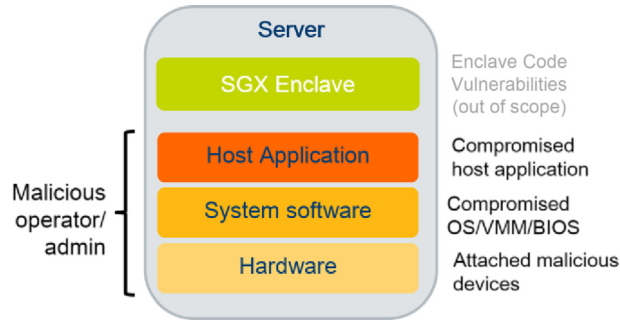 Server
SGX Enclave
Enclave Code
Vulnerabilities
(out of scope)
Malicious
operator/
admin
Host Application
Compromised
host application
System software
Compromised
OS/VMM/BIOS
Hardware
Attached malicious
devices